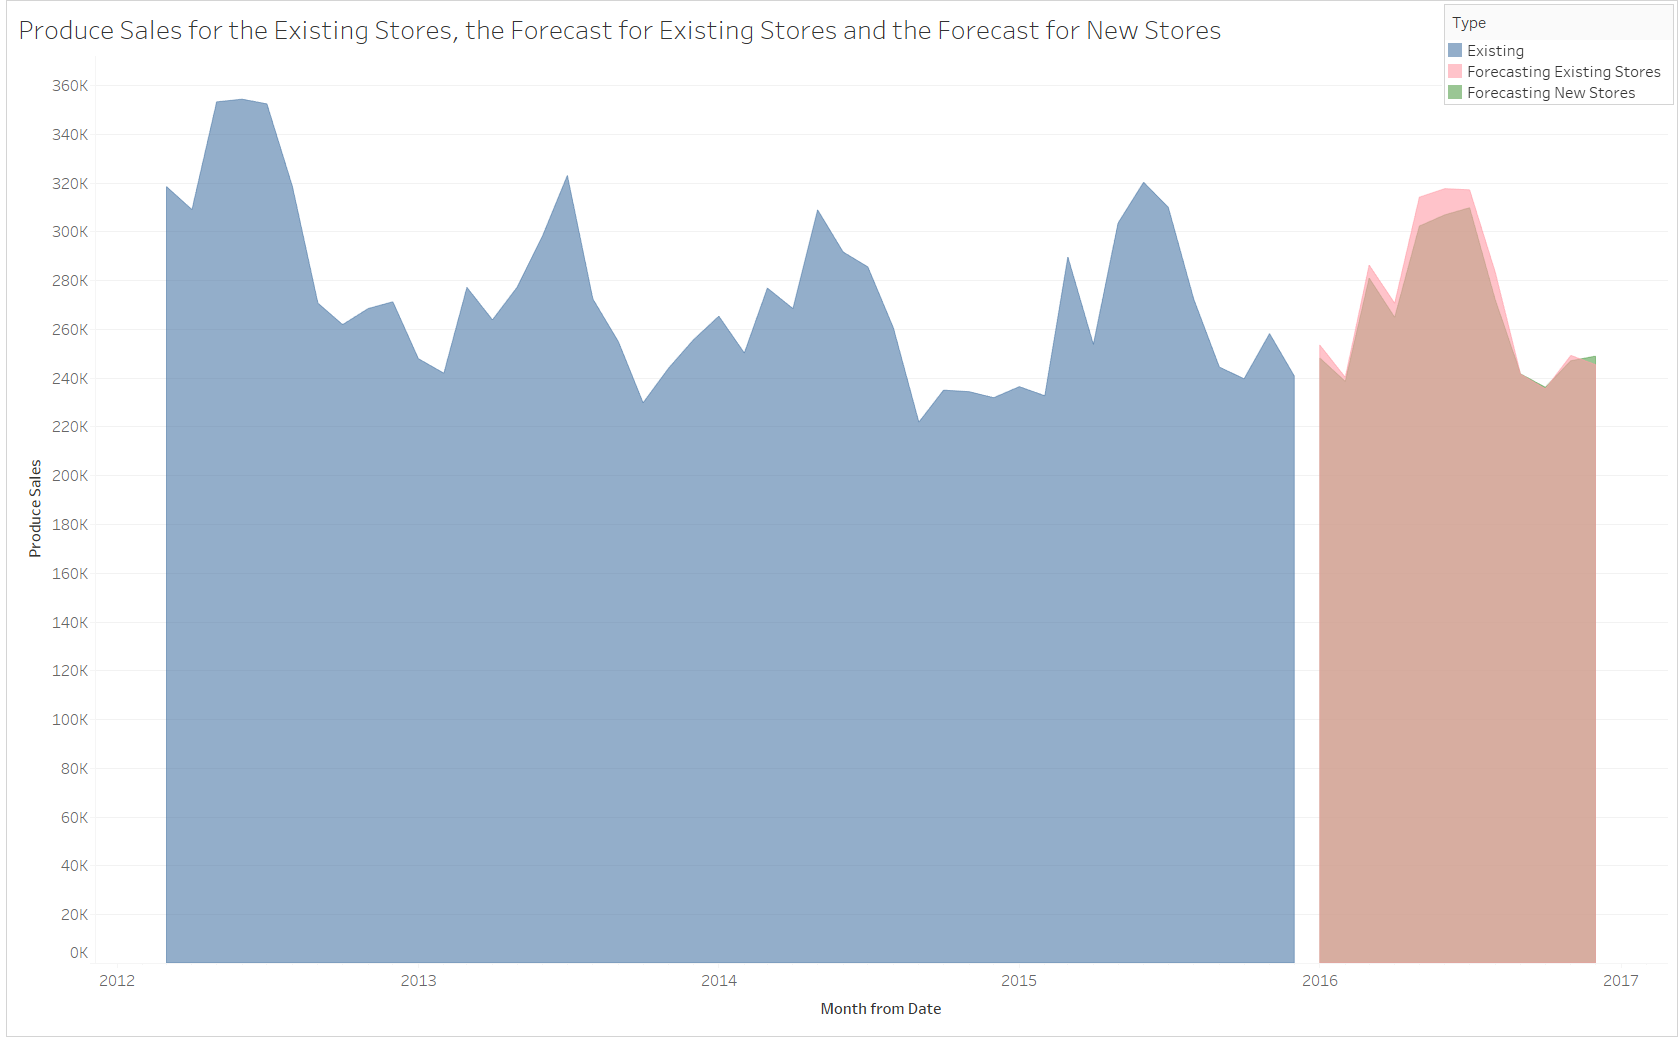 Produce Sales for the Existing Stores, the Forecast for Existing Stores and the Forecast for New Stores
Type
Existing
Forecasting Existing Stores
Forecasting New Stores
360K
340K
320K
300K
280K
260K
240K
220K
200K
180K
160K
140K
120K
100K
80K
60K
40K
20K
0K
Produce Sales
2012 2013 2014 2015 2016 2017
Month from Date